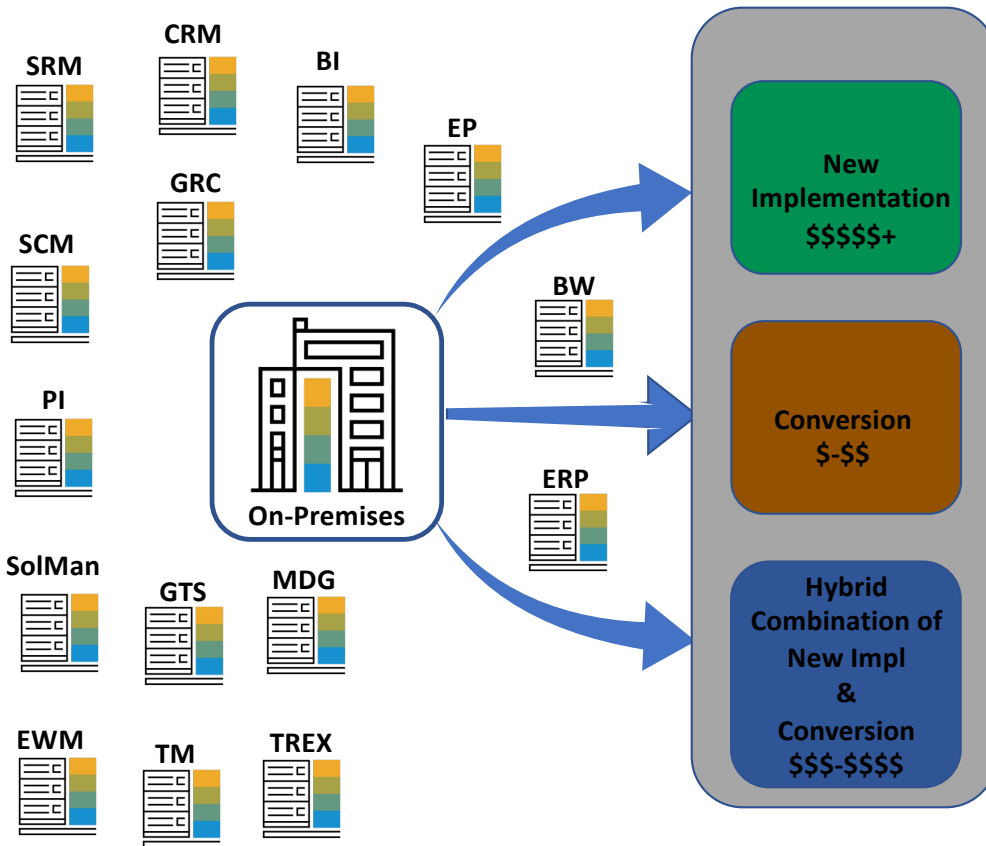 CRM
SRM
BI
EP
GRC
SCM
BW
PI
On-Premises
ERP
SolMan
GTS
MDG
EWM
TM
TREX
New
Implementation
$$$$$+
Conversion
$-$$
Hybrid
Combination of
New Impl
&
Conversion
$$$-$$$$